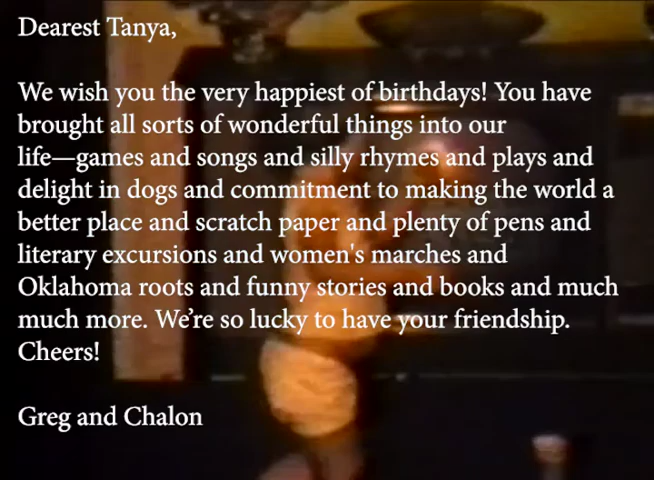 Dearest Tanya,
We wish you the very happiest of birthdays! You have
brought all sorts of wonderful things into our
life—games and songs and silly rhymes and plays and
delight in dogs and commitment to making the world a
better place and scratch paper and plenty of pens and
literary excursions and women's marches and
Oklahoma roots and funny stories and books and much
much more. We’re so lucky to have your friendship.
Cheers!
Greg and Chalon